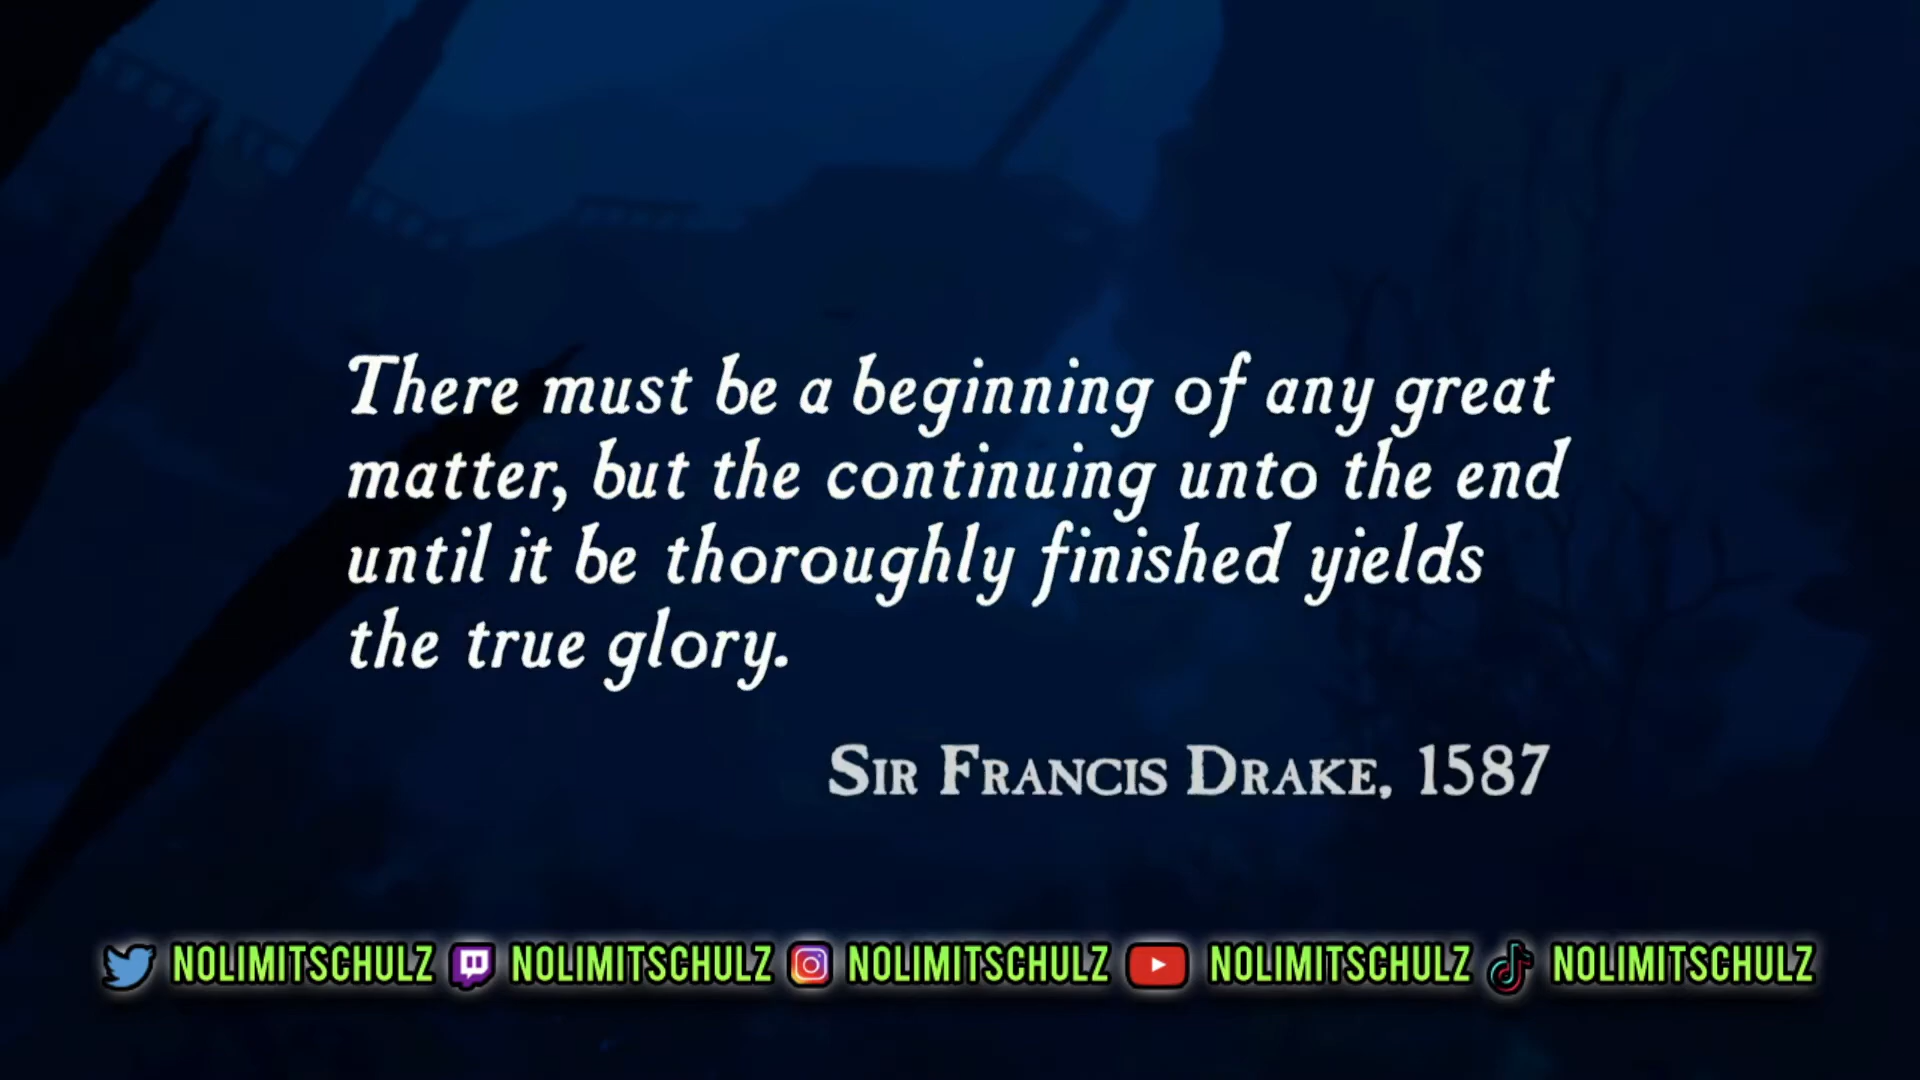 There must be a beginning of any great
matter, but the continuing unto the end
until it be thoroughly finished yields
the true glory.
SIR FRANCIS DRAKE, 1587
NOLIMITSCHULZ NOLIMITSCHULZ NOLIMITSCHULZ NOLIMITSCHULZ NOLIMITSCHULZ